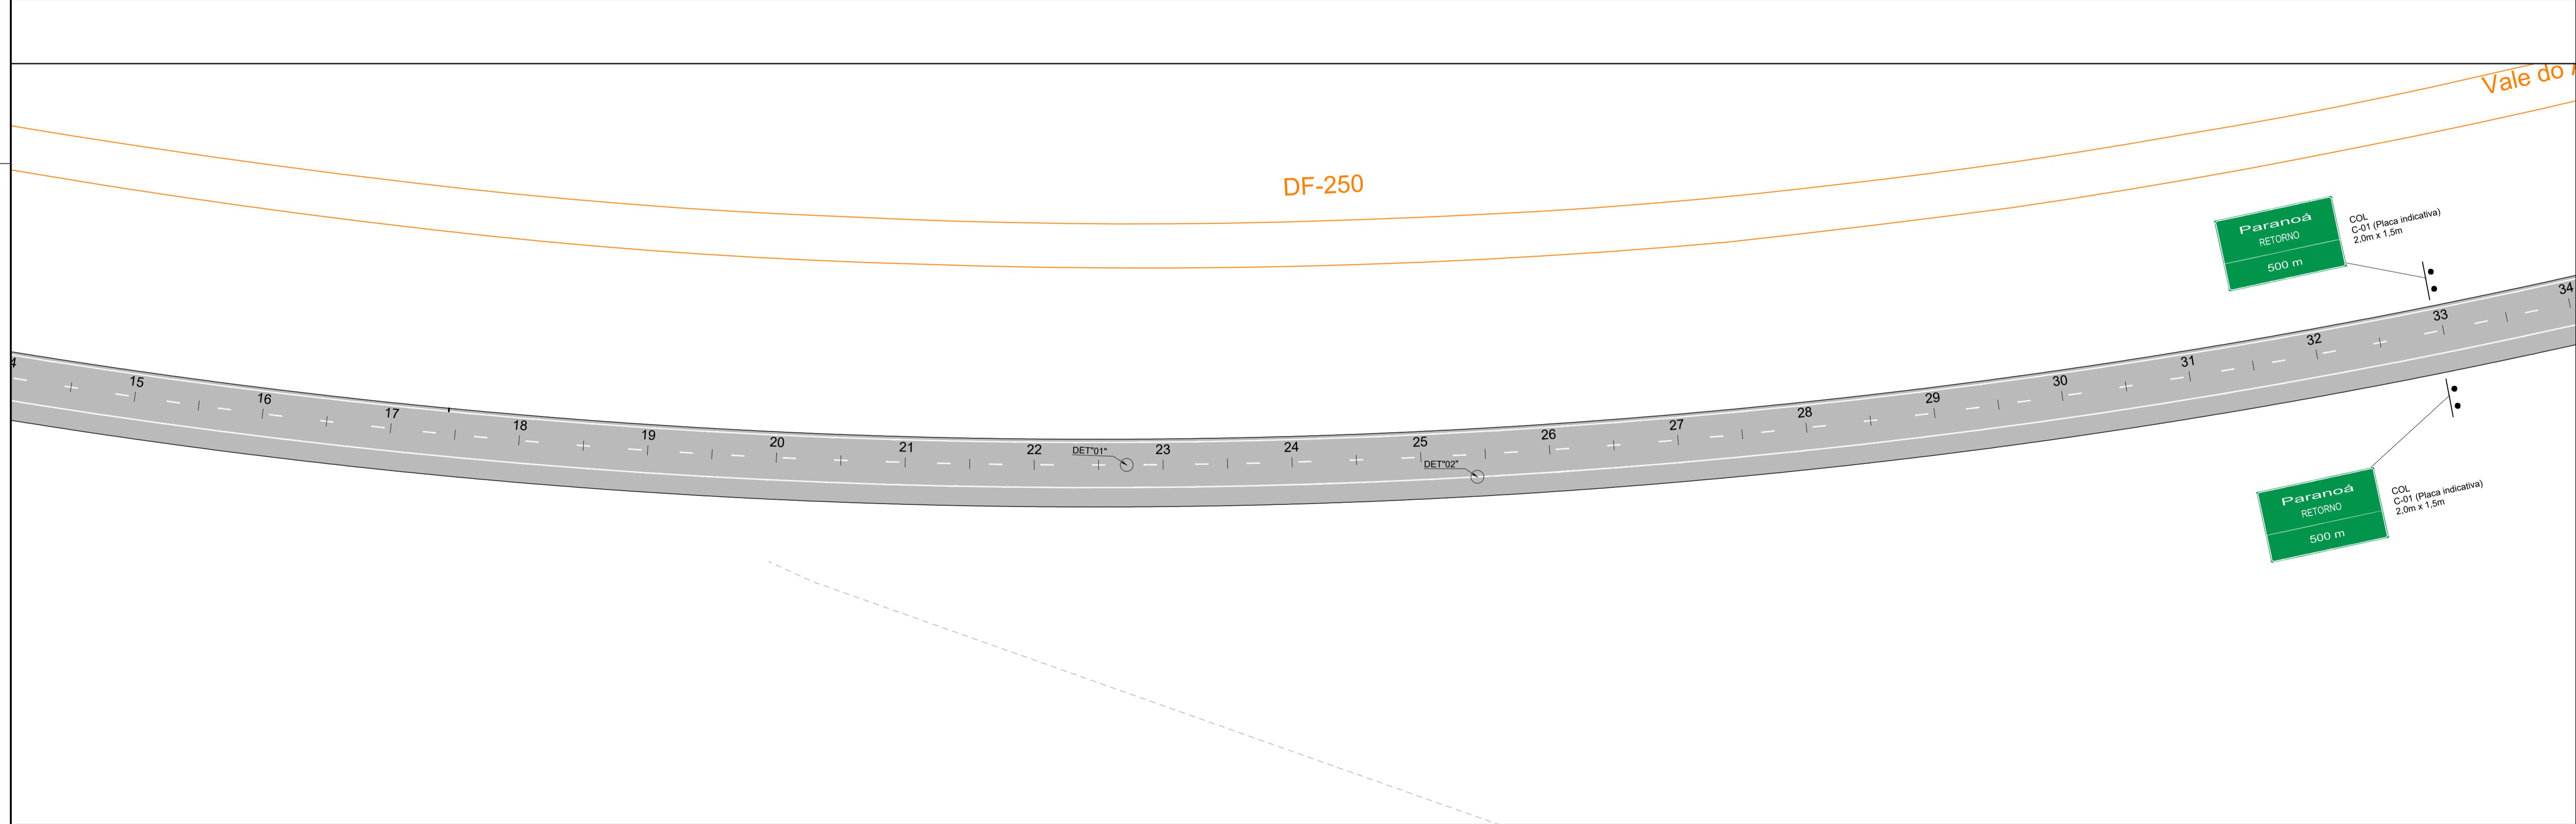 Vale do
DF-250
Paranoá
RETORNO
500 m
COL
C-01 (Placa indicativa)
2,0m x 1,5m
15
16
17
18
19
20
21
22
23
24
25
26
27
28
29
30
31
32
33
34
DET"01"
DET"02"
Paranoá
RETORNO
500 m
COL
C-01 (Placa indicativa)
2,0m x 1,5m